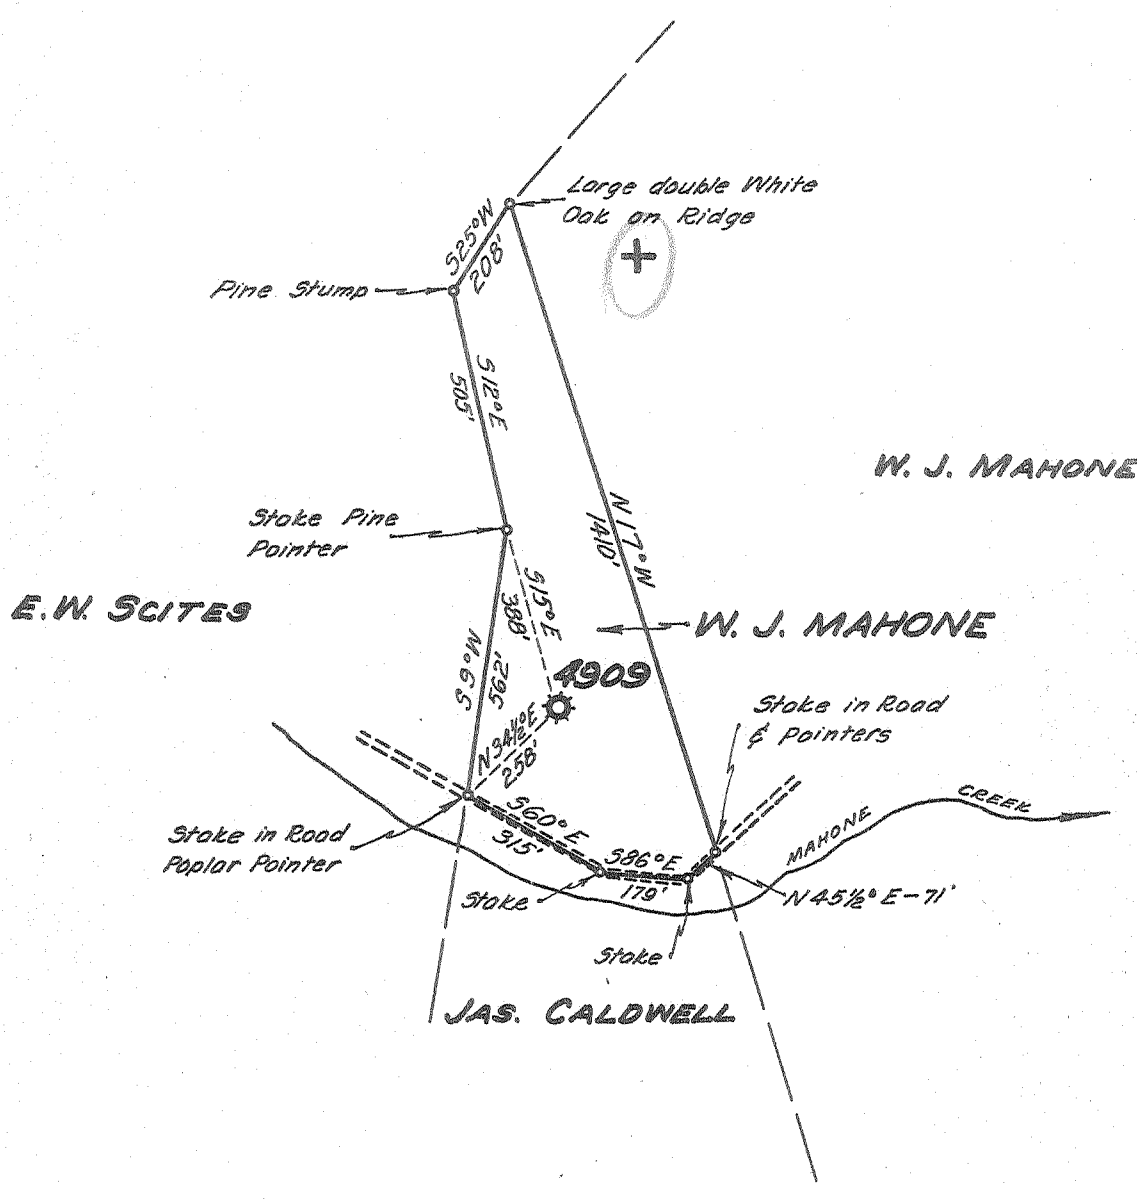 Large double White
Oak on Ridge
S25°W
208'
Pine Stump
S12°E
505'
W. J. MAHONE
N17°W
1410'
Stake Pine
Pointer
S15°E
388'
E.W. SCITES
W. J. MAHONE
S6°W
562'
4909
Stake in Road
& Pointers
N34½°E
258'
MAHONE CREEK
Stake in Road
Poplar Pointer
S60°E
315'
S86°E
179'
N45½°E-71'
Stake
Stake
JAS. CALDWELL